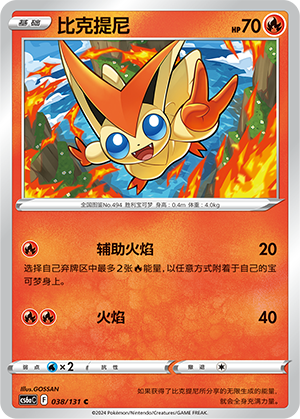 基础 比克提尼 HP70
全国图鉴No.494 胜利宝可梦 身高：0.4m 体重：4.0kg
辅助火焰 20
选择自己弃牌区中最多2张能量，以任意方式附着于自己的宝
可梦身上。
火焰 40
弱点 ×2 抵抗力 撤退
Illus.GOSSAN
CS6aC F 038/131 C
如果获得了比克提尼所分享的无限生成的能量，
就会全身充满力量。
©2024 Pokémon/Nintendo/Creatures/GAME FREAK.